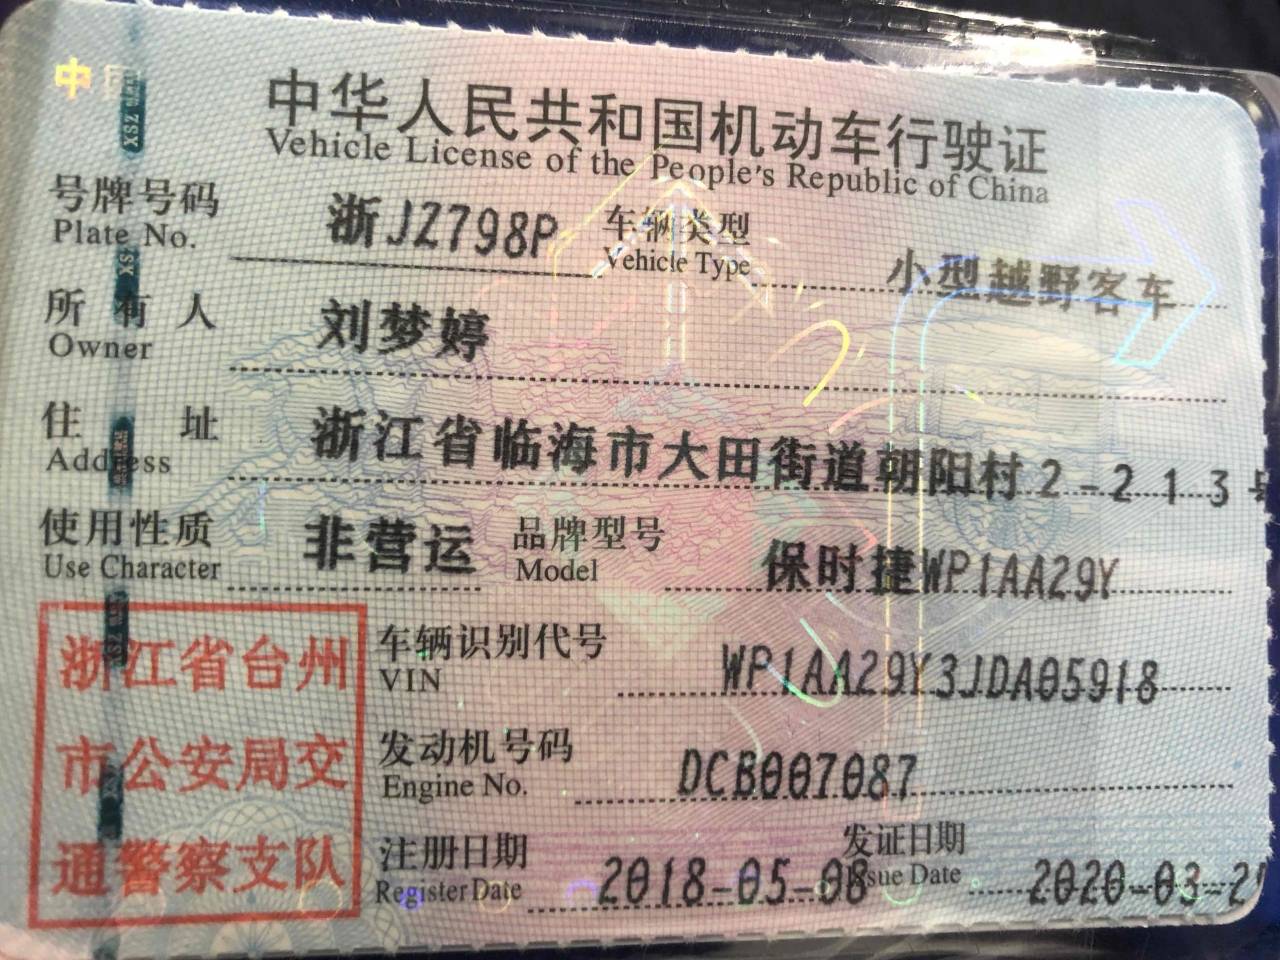 中华人民共和国机动车行驶证
Vehicle License of the People's Republic of China
号牌号码 浙JZ798P 车辆类型 小型越野客车
Plate No. Vehicle Type
所有人 刘梦婷
Owner
住址 浙江省临海市大田街道朝阳村2-213号
Address
使用性质 非营运 品牌型号 保时捷WP1AA29Y
Use Character Model
浙江省台州
市公安局交
通警察支队
车辆识别代号 WP1AA29Y3JDA05918
VIN
发动机号码 DCB007087
Engine No.
注册日期 2018-05-08 发证日期 2020-03-2
Register Date Issue Date